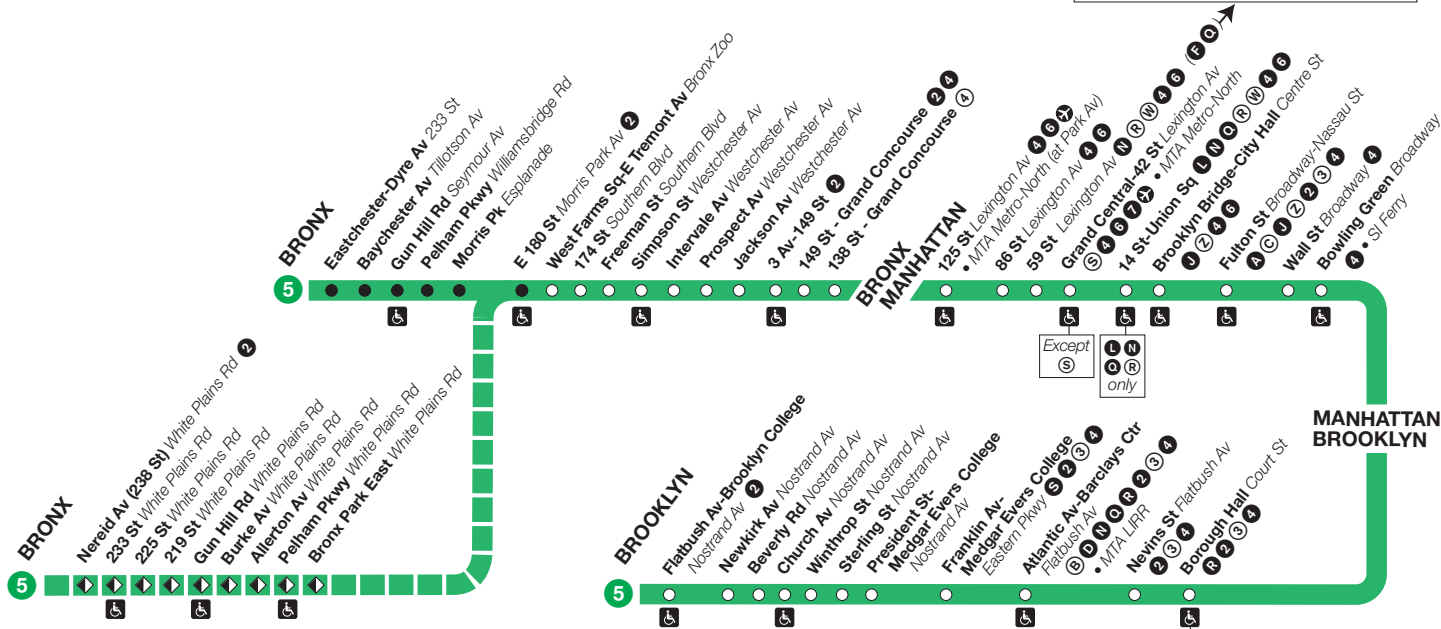 BRONX
5
Eastchester-Dyre Av 233 St
Baychester Av Tillotson Av
Gun Hill Rd Seymour Av
Pelham Pkwy Williamsbridge Rd
Morris Pk Esplanade
E 180 St Morris Park Av 2
West Farms Sq-E Tremont Av Bronx Zoo
174 St Southern Blvd
Freeman St Southern Blvd
Simpson St Westchester Av
Intervale Av Westchester Av
Prospect Av Westchester Av
Jackson Av Westchester Av
3 Av-149 St 2
149 St - Grand Concourse 2 4
138 St - Grand Concourse 4
BRONX
MANHATTAN
125 St Lexington Av 4 6
• MTA Metro-North (at Park Av)
86 St Lexington Av 4 6
59 St Lexington Av N R W 4 6 (F Q)
Grand Central-42 St Lexington Av
S 4 6 7 • MTA Metro-North
14 St-Union Sq L N Q R W 4 6
Brooklyn Bridge-City Hall Centre St
J Z 4 6
Fulton St Broadway-Nassau St
A C J Z 2 3 4
Wall St Broadway 4
Bowling Green Broadway
4 • SI Ferry
Except
S
L N
Q R
only
MANHATTAN
BROOKLYN
BRONX
5
Nereid Av (238 St) White Plains Rd 2
233 St White Plains Rd
225 St White Plains Rd
219 St White Plains Rd
Gun Hill Rd White Plains Rd
Burke Av White Plains Rd
Allerton Av White Plains Rd
Pelham Pkwy White Plains Rd
Bronx Park East White Plains Rd
BROOKLYN
5
Flatbush Av-Brooklyn College
Nostrand Av 2
Newkirk Av Nostrand Av
Beverly Rd Nostrand Av
Church Av Nostrand Av
Winthrop St Nostrand Av
Sterling St Nostrand Av
President St-
Medgar Evers College
Nostrand Av
Franklin Av-
Medgar Evers College
Eastern Pkwy S 2 3 4
Atlantic Av-Barclays Ctr
Flatbush Av
B D N Q R 2 3 4
• MTA LIRR
Nevins St Flatbush Av
2 3 4
Borough Hall Court St
R 2 3 4